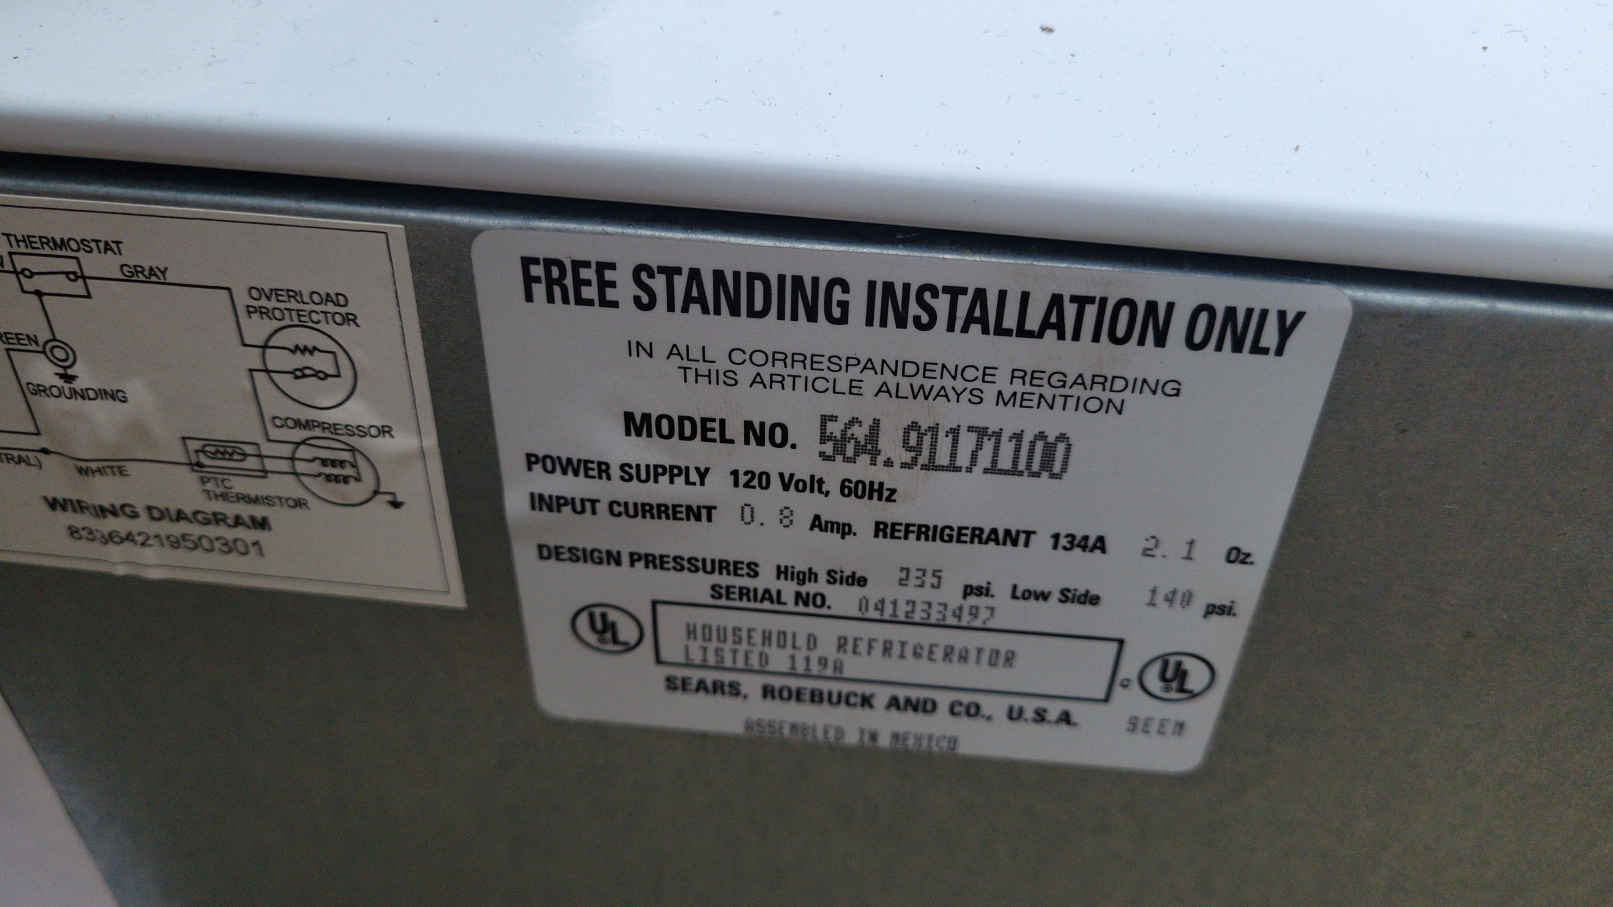 THERMOSTAT
GRAY
OVERLOAD
PROTECTOR
GROUNDING
COMPRESSOR
WHITE
PTC
THERMISTOR
WIRING DIAGRAM
FREE STANDING INSTALLATION ONLY
IN ALL CORRESPANDENCE REGARDING
THIS ARTICLE ALWAYS MENTION
MODEL NO. 564.91171100
POWER SUPPLY 120 Volt, 60Hz
INPUT CURRENT 0.8 Amp. REFRIGERANT 134A 2.1 Oz.
DESIGN PRESSURES High Side 235 psi. Low Side 140 psi.
SERIAL NO. 041233497
UL
HOUSEHOLD REFRIGERATOR
LISTED 119A
C UL
SEARS, ROEBUCK AND CO., U.S.A. SEEM
ASSEMBLED IN MEXICO